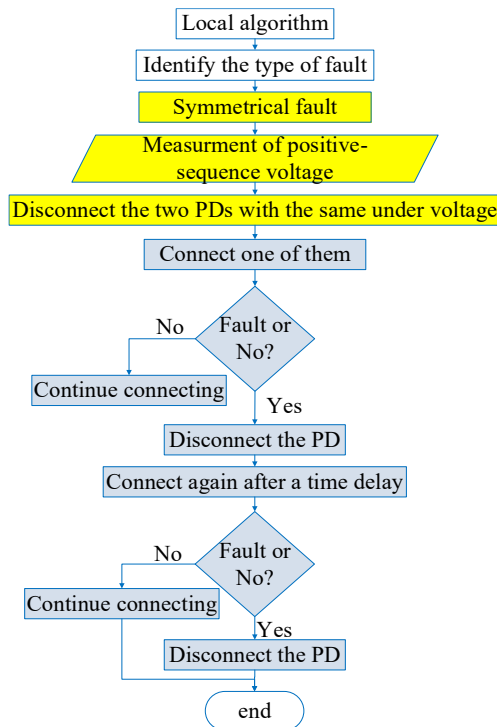 Local algorithm
Identify the type of fault
Symmetrical fault
Measurment of positive-
sequence voltage
Disconnect the two PDs with the same under voltage
Connect one of them
Fault or
No?
No
Continue connecting
Yes
Disconnect the PD
Connect again after a time delay
Fault or
No?
No
Continue connecting
Yes
Disconnect the PD
end